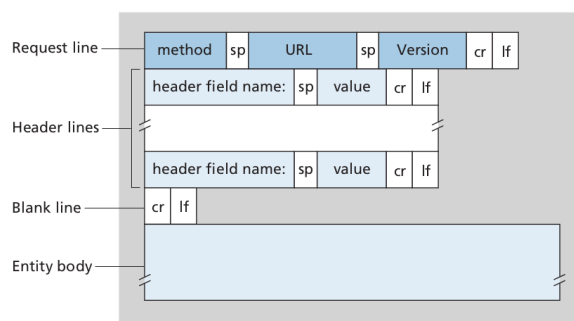 Request line method sp URL sp Version cr lf
header field name: sp value cr lf
Header lines
header field name: sp value cr lf
Blank line cr lf
Entity body